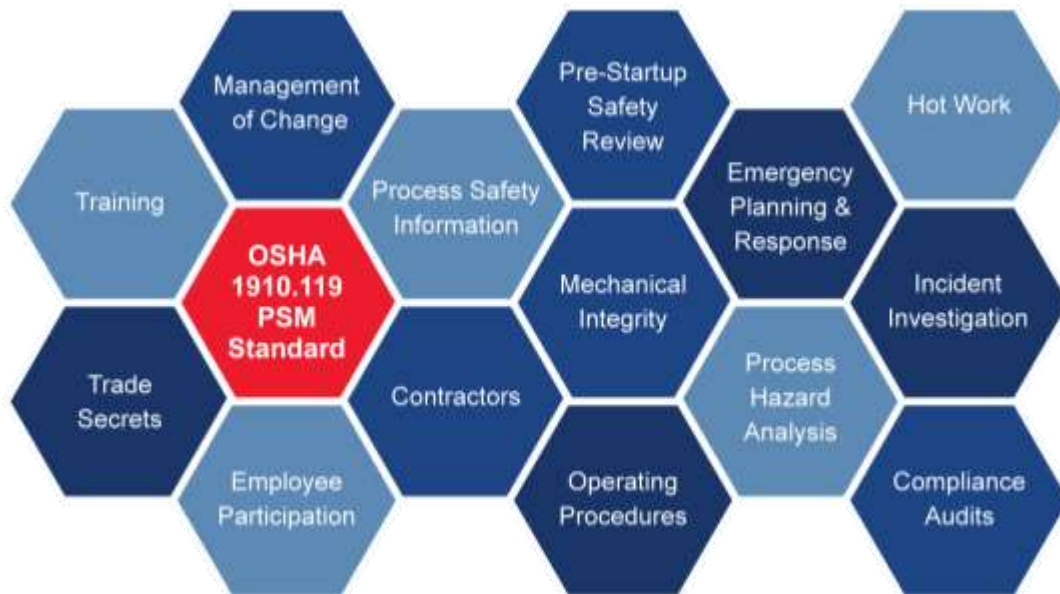 Management
of Change
Pre-Startup
Safety
Review
Hot Work
Training
Process Safety
Information
Emergency
Planning &
Response
OSHA
1910.119
PSM
Standard
Mechanical
Integrity
Incident
Investigation
Trade
Secrets
Contractors
Process
Hazard
Analysis
Employee
Participation
Operating
Procedures
Compliance
Audits